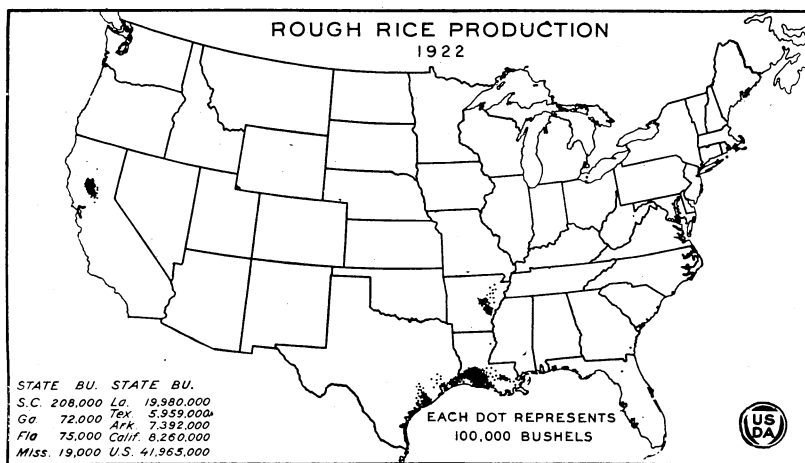 ROUGH RICE PRODUCTION
1922
STATE BU. STATE BU.
S.C. 208,000 La. 19,980,000
Ga. 72,000 Tex. 5,959,000
Fla 75,000 Ark. 7,392,000
Miss. 19,000 Calif. 8,260,000
U.S. 41,965,000
EACH DOT REPRESENTS
100,000 BUSHELS
US
DA